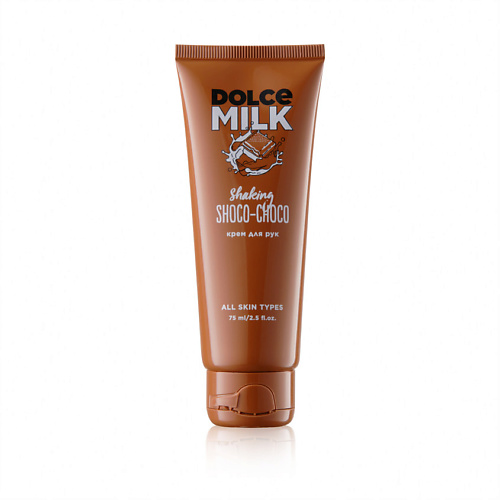 DOLCE
MILK
Shaking
SHOCO-CHOCO
крем для рук
ALL SKIN TYPES
75 ml/2.5 fl.oz.